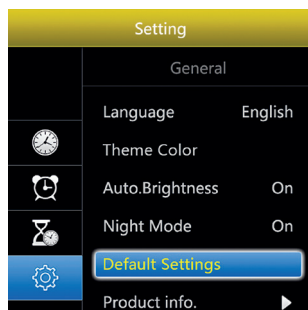 Setting
General
Language English
Theme Color
Auto.Brightness On
Night Mode On
Default Settings
Product info.